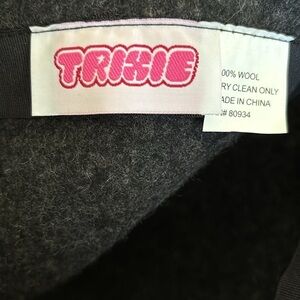 TRIXIE
00% WOOL
RY CLEAN ONLY
ADE IN CHINA
# 80934